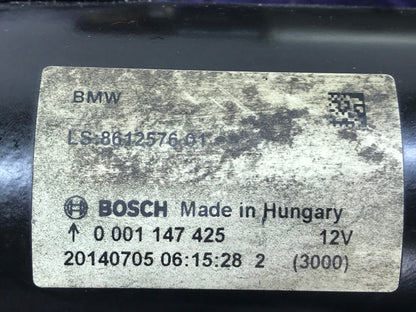 BMW
LS:8612576.01
BOSCH Made in Hungary
↑ 0 001 147 425 12V
20140705 06:15:28 2 (3000)